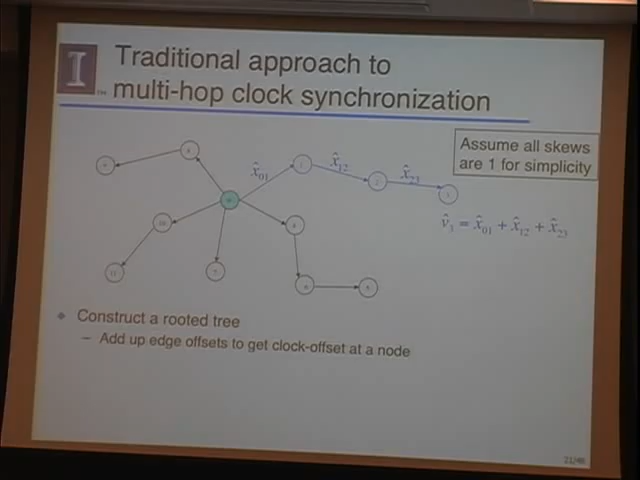 I
TM
Traditional approach to
multi-hop clock synchronization
Assume all skews
are 1 for simplicity
x̂₀₁
x̂₁₂
x̂₂₃
v̂₃ = x̂₀₁ + x̂₁₂ + x̂₂₃
Construct a rooted tree
– Add up edge offsets to get clock-offset at a node